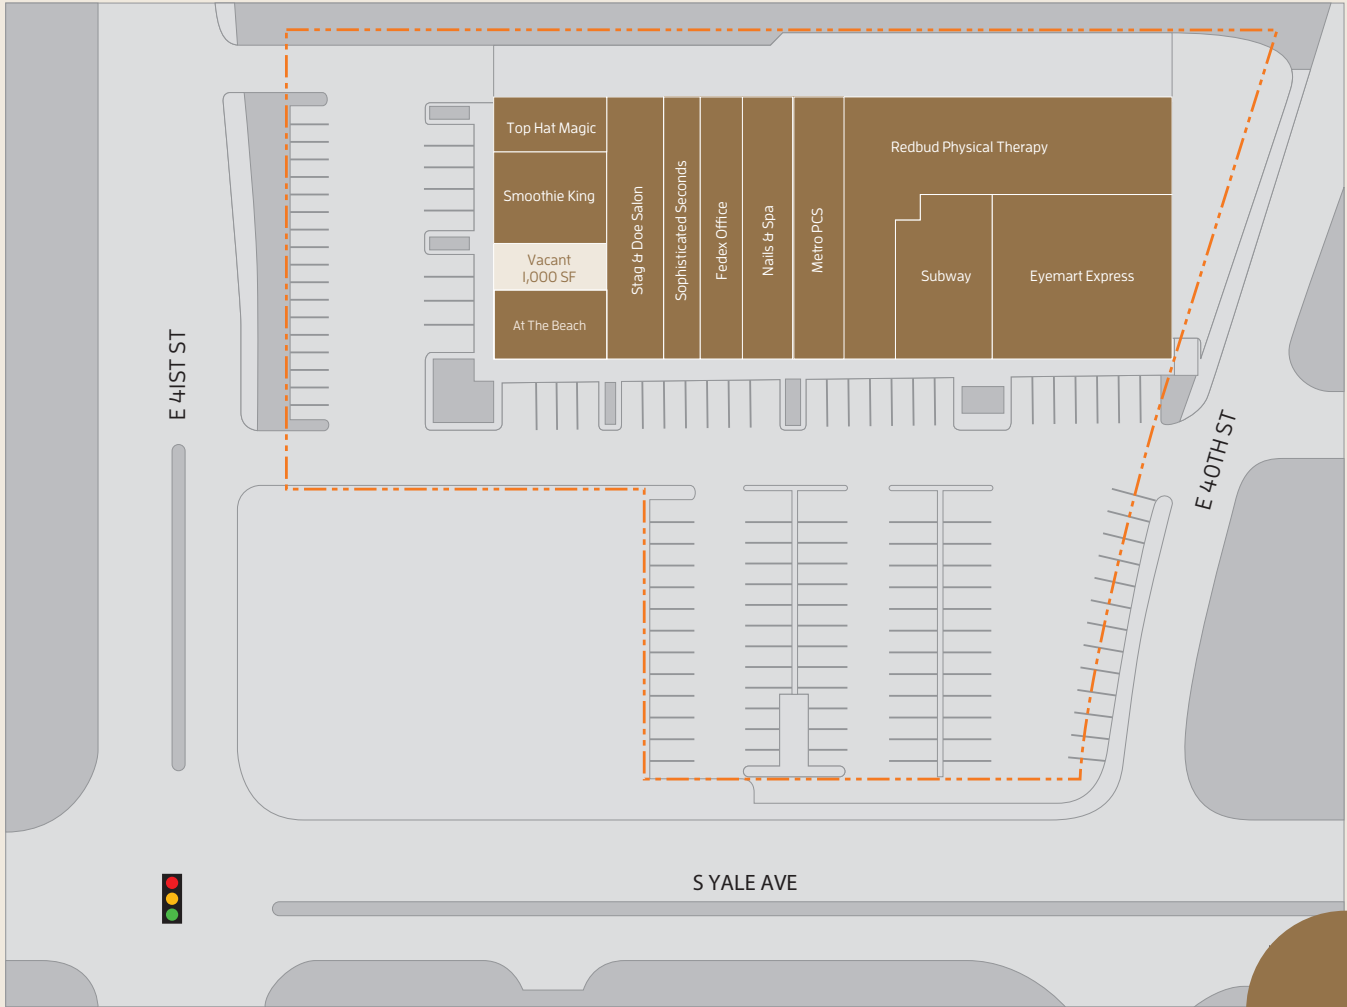 Top Hat Magic
Smoothie King
Vacant
1,000 SF
At The Beach
Stag & Doe Salon
Sophisticated Seconds
Fedex Office
Nails & Spa
Metro PCS
Redbud Physical Therapy
Subway
Eyemart Express
E 41ST ST
E 40TH ST
S YALE AVE